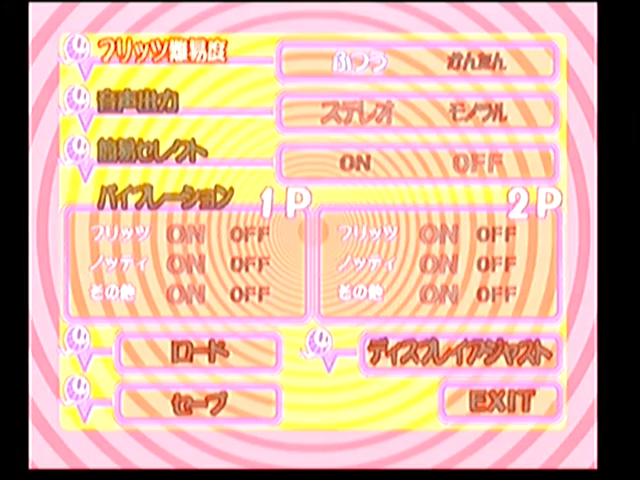 フリッツ難易度 ふつう かんたん
音声出力 ステレオ モノラル
簡易セレクト ON OFF
バイブレーション 1P 2P
フリッツ ON OFF フリッツ ON OFF
ノッティ ON OFF ノッティ ON OFF
その他 ON OFF その他 ON OFF
ロード ディスプレイアジャスト
セーブ EXIT